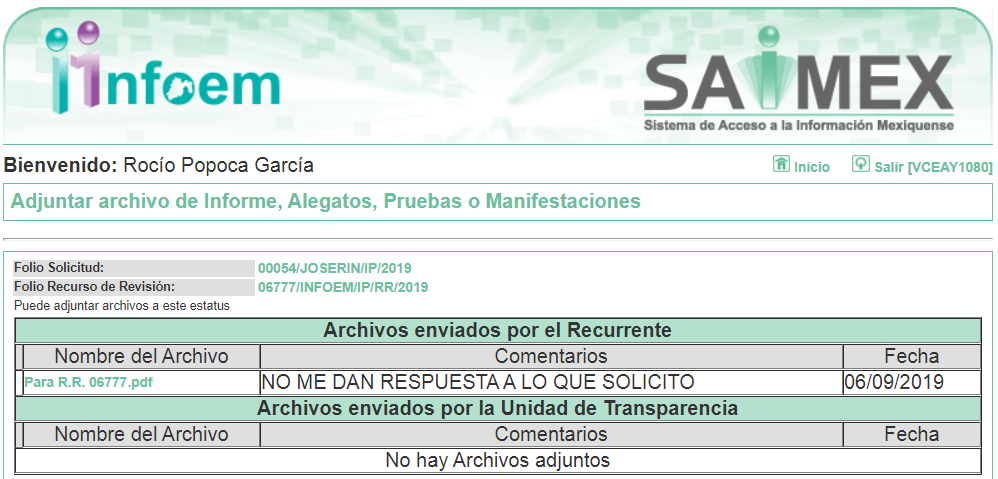 infoem
SAIMEX
Sistema de Acceso a la Información Mexiquense
Bienvenido: Rocío Popoca García
Inicio Salir [VCEAY1080]
Adjuntar archivo de Informe, Alegatos, Pruebas o Manifestaciones
Folio Solicitud: 00054/JOSERIN/IP/2019
Folio Recurso de Revisión: 06777/INFOEM/IP/RR/2019
Puede adjuntar archivos a este estatus
Archivos enviados por el Recurrente
Nombre del Archivo Comentarios Fecha
Para R.R. 06777.pdf NO ME DAN RESPUESTA A LO QUE SOLICITO 06/09/2019
Archivos enviados por la Unidad de Transparencia
Nombre del Archivo Comentarios Fecha
No hay Archivos adjuntos